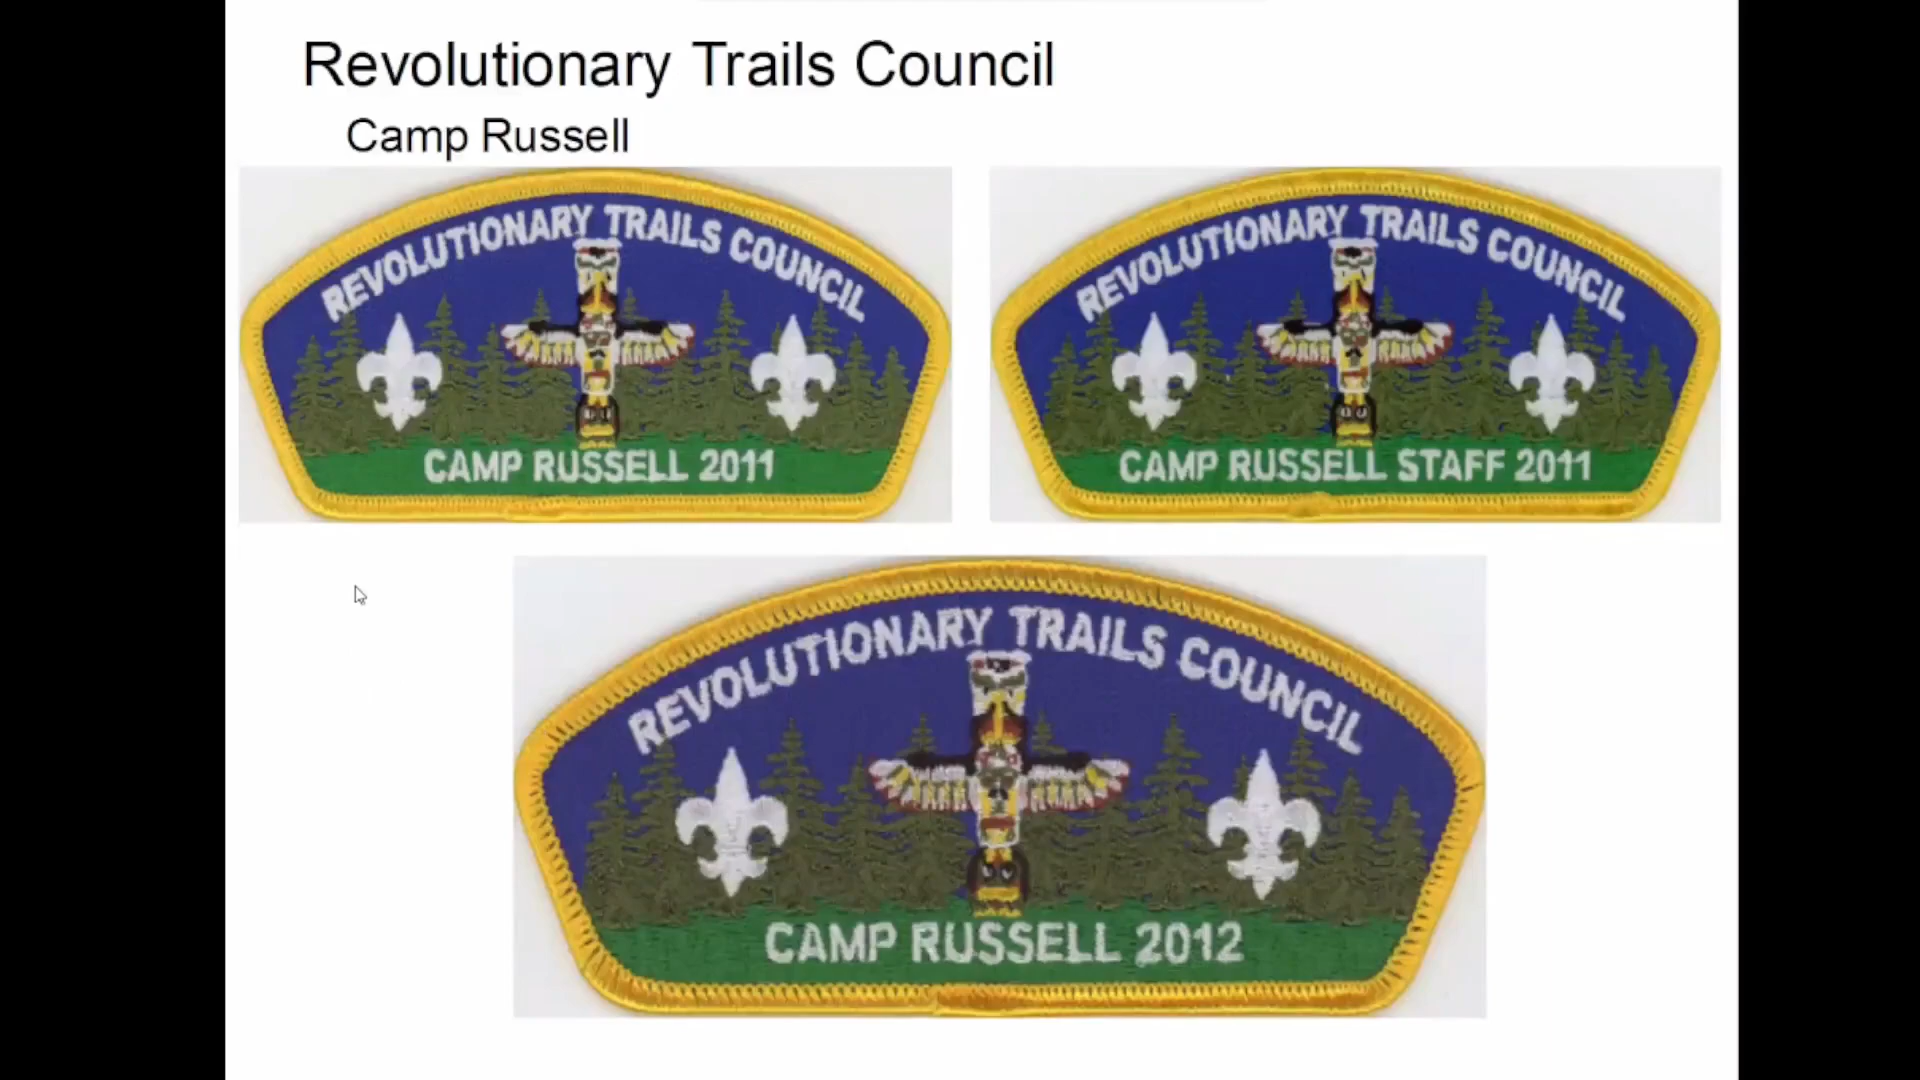 Revolutionary Trails Council
Camp Russell
REVOLUTIONARY TRAILS COUNCIL
CAMP RUSSELL 2011
REVOLUTIONARY TRAILS COUNCIL
CAMP RUSSELL STAFF 2011
REVOLUTIONARY TRAILS COUNCIL
CAMP RUSSELL 2012